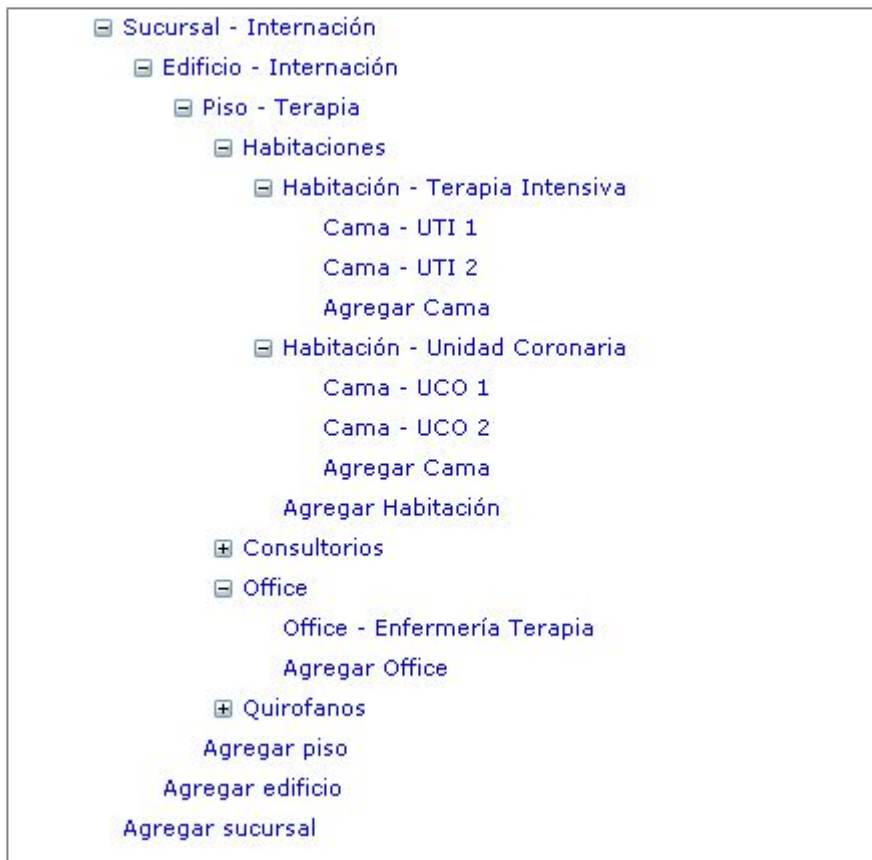 Sucursal - Internación
Edificio - Internación
Piso - Terapia
Habitaciones
Habitación - Terapia Intensiva
Cama - UTI 1
Cama - UTI 2
Agregar Cama
Habitación - Unidad Coronaria
Cama - UCO 1
Cama - UCO 2
Agregar Cama
Agregar Habitación
Consultorios
Office
Office - Enfermería Terapia
Agregar Office
Quirofanos
Agregar piso
Agregar edificio
Agregar sucursal